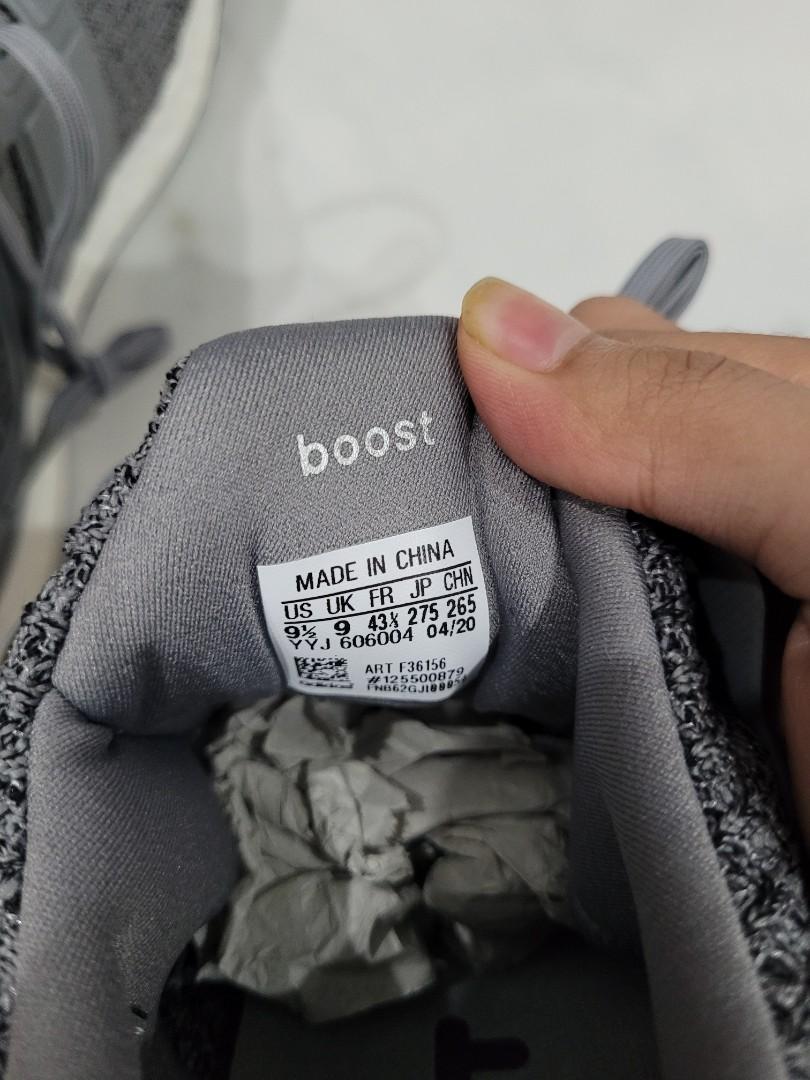 boost
MADE IN CHINA
US UK FR JP CHN
9½ 9 43⅓ 275 265
YYJ 606004 04/20
ART F36156
#125500879